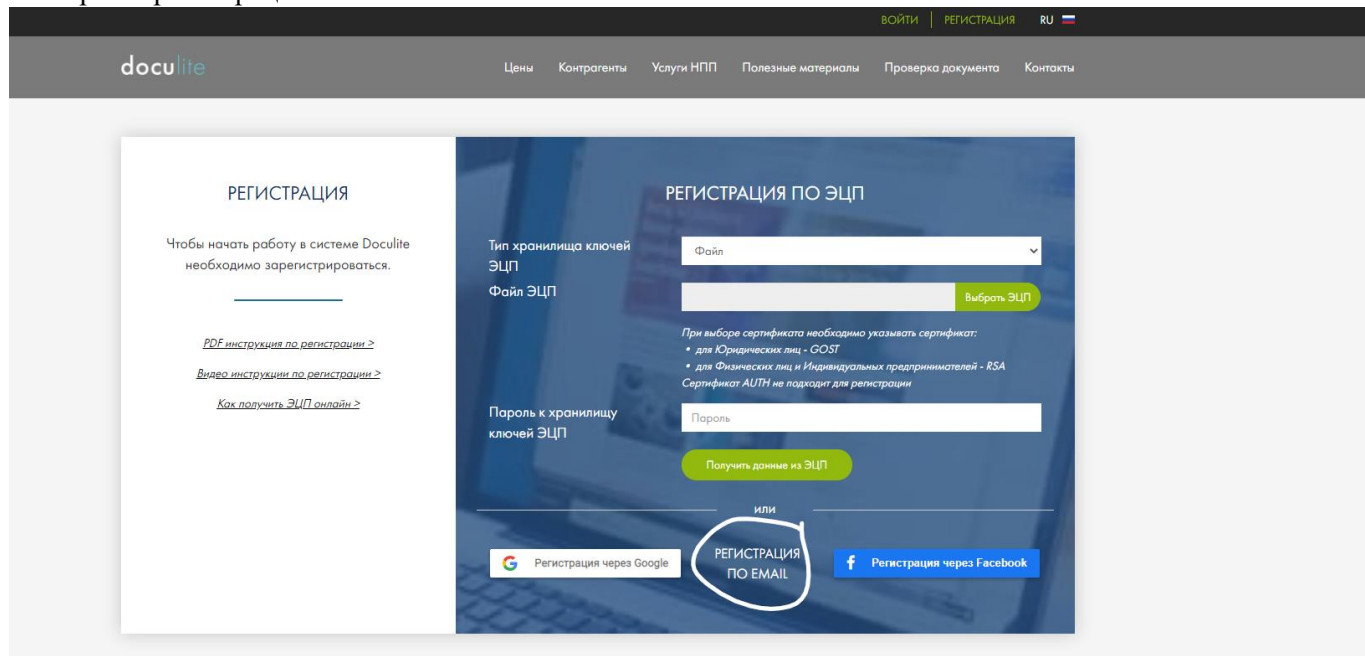 ВОЙТИ РЕГИСТРАЦИЯ RU
doculite Цены Контрагенты Услуги НПП Полезные материалы Проверка документа Контакты
РЕГИСТРАЦИЯ
Чтобы начать работу в системе Doculite
необходимо зарегистрироваться.
PDF инструкция по регистрации >
Видео инструкции по регистрации >
Как получить ЭЦП онлайн >
РЕГИСТРАЦИЯ ПО ЭЦП
Тип хранилища ключей
ЭЦП
Файл
Файл ЭЦП
Выбрать ЭЦП
При выборе сертификата необходимо указывать сертификат:
• для Юридических лиц - GOST
• для Физических лиц и Индивидуальных предпринимателей - RSA
Сертификат AUTH не подходит для регистрации
Пароль к хранилищу
ключей ЭЦП
Пароль
Получить данные из ЭЦП
или
G Регистрация через Google
РЕГИСТРАЦИЯ
ПО EMAIL
f Регистрация через Facebook